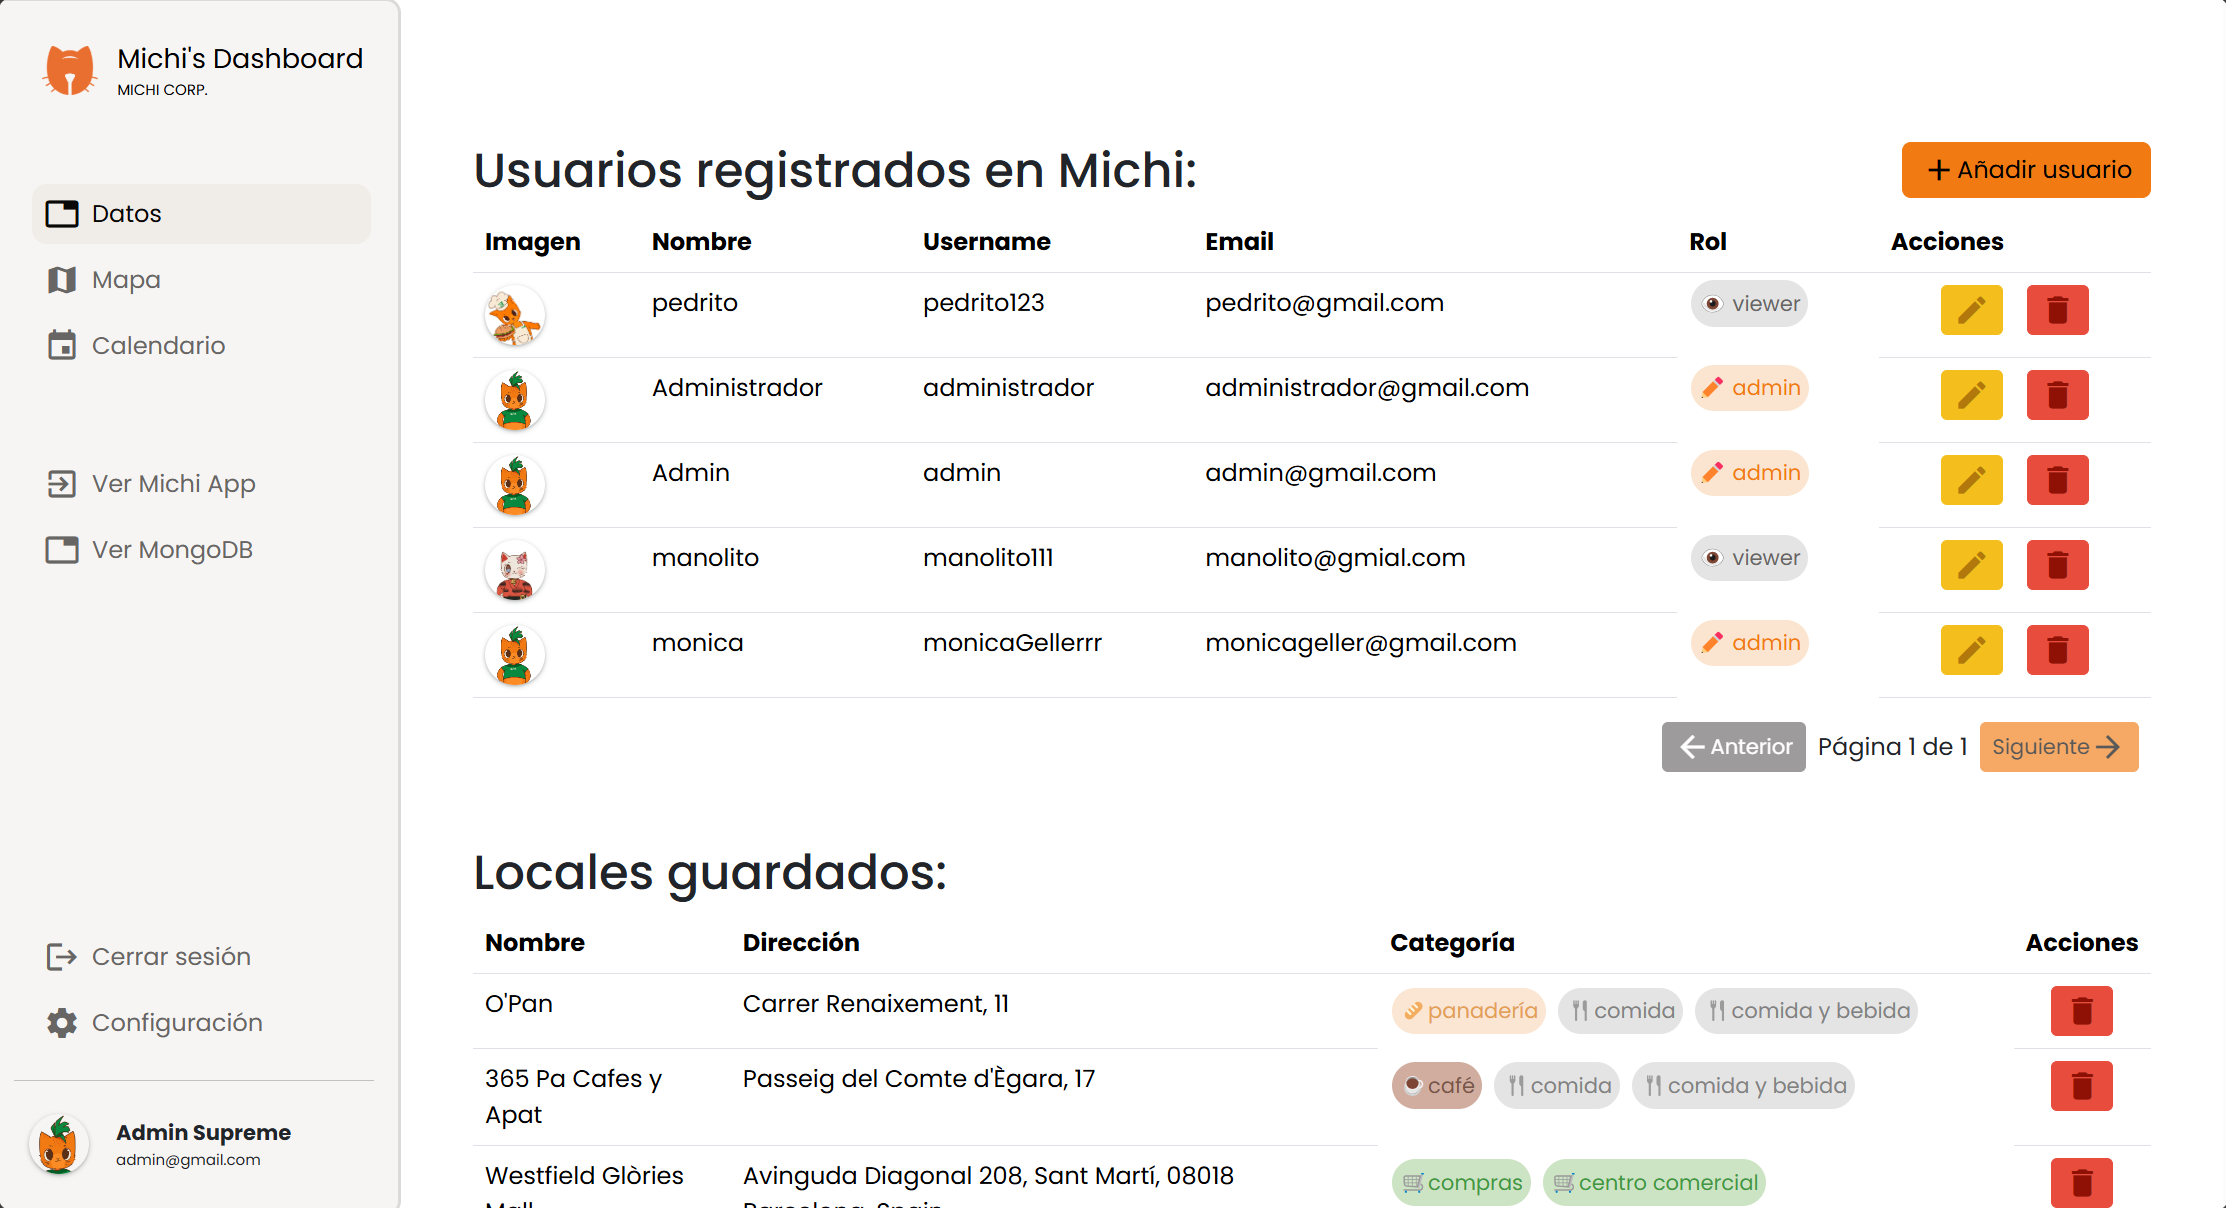 Michi's Dashboard
MICHI CORP.
Datos
Mapa
Calendario
Ver Michi App
Ver MongoDB
Cerrar sesión
Configuración
Admin Supreme
admin@gmail.com
Usuarios registrados en Michi:
+ Añadir usuario
Imagen Nombre Username Email Rol Acciones
pedrito pedrito123 pedrito@gmail.com viewer
Administrador administrador administrador@gmail.com admin
Admin admin admin@gmail.com admin
manolito manolito111 manolito@gmial.com viewer
monica monicaGellerrr monicageller@gmail.com admin
Anterior Página 1 de 1 Siguiente
Locales guardados:
Nombre Dirección Categoría Acciones
O'Pan Carrer Renaixement, 11 panadería comida comida y bebida
365 Pa Cafes y Passeig del Comte d'Ègara, 17 café comida comida y bebida
Apat
Westfield Glòries Avinguda Diagonal 208, Sant Martí, 08018 compras centro comercial
Mall Barcelona, Spain